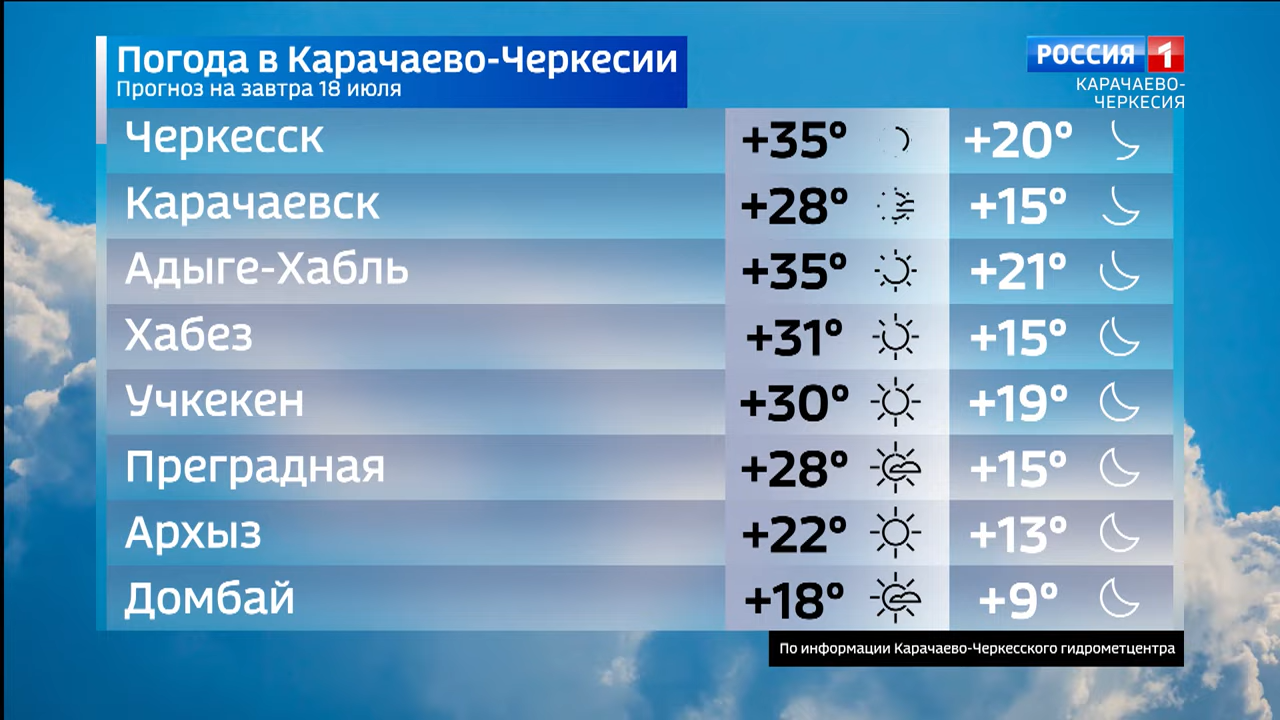 Погода в Карачаево-Черкесии
Прогноз на завтра 18 июля
РОССИЯ 1
КАРАЧАЕВО-
ЧЕРКЕСИЯ
Черкесск +35° +20°
Карачаевск +28° +15°
Адыге-Хабль +35° +21°
Хабез +31° +15°
Учкекен +30° +19°
Преградная +28° +15°
Архыз +22° +13°
Домбай +18° +9°
По информации Карачаево-Черкесского гидрометцентра